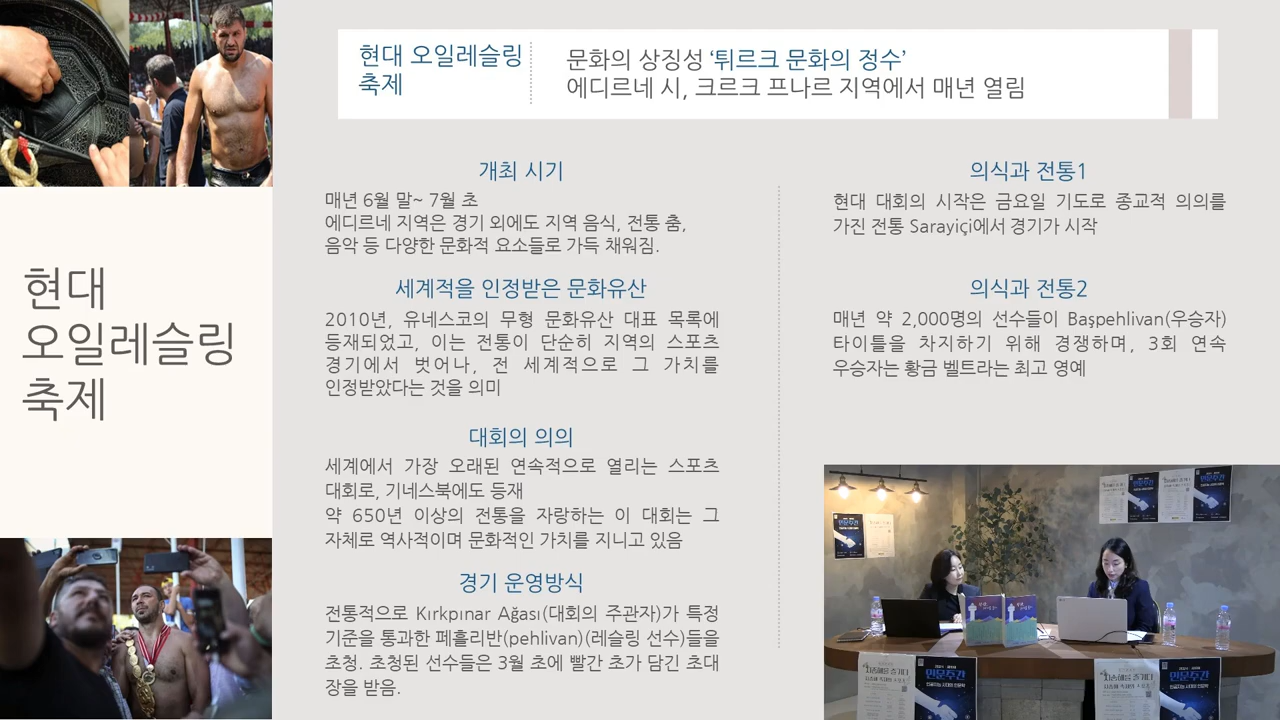 현대
오일레슬링
축제
현대 오일레슬링
축제
문화의 상징성 ‘튀르크 문화의 정수’
에디르네 시, 크르크 프나르 지역에서 매년 열림
개최 시기
매년 6월 말~ 7월 초
에디르네 지역은 경기 외에도 지역 음식, 전통 춤,
음악 등 다양한 문화적 요소들로 가득 채워짐.
세계적을 인정받은 문화유산
2010년, 유네스코의 무형 문화유산 대표 목록에
등재되었고, 이는 전통이 단순히 지역의 스포츠
경기에서 벗어나, 전 세계적으로 그 가치를
인정받았다는 것을 의미
대회의 의의
세계에서 가장 오래된 연속적으로 열리는 스포츠
대회로, 기네스북에도 등재
약 650년 이상의 전통을 자랑하는 이 대회는 그
자체로 역사적이며 문화적인 가치를 지니고 있음
경기 운영방식
전통적으로 Kırkpınar Ağası(대회의 주관자)가 특정
기준을 통과한 페흘리반(pehlivan)(레슬링 선수)들을
초청. 초청된 선수들은 3월 초에 빨간 초가 담긴 초대
장을 받음.
의식과 전통1
현대 대회의 시작은 금요일 기도로 종교적 의의를
가진 전통 Sarayiçi에서 경기가 시작
의식과 전통2
매년 약 2,000명의 선수들이 Başpehlivan(우승자)
타이틀을 차지하기 위해 경쟁하며, 3회 연속
우승자는 황금 벨트라는 최고 영예
인문주간
인문주간
인문주간
인문주간